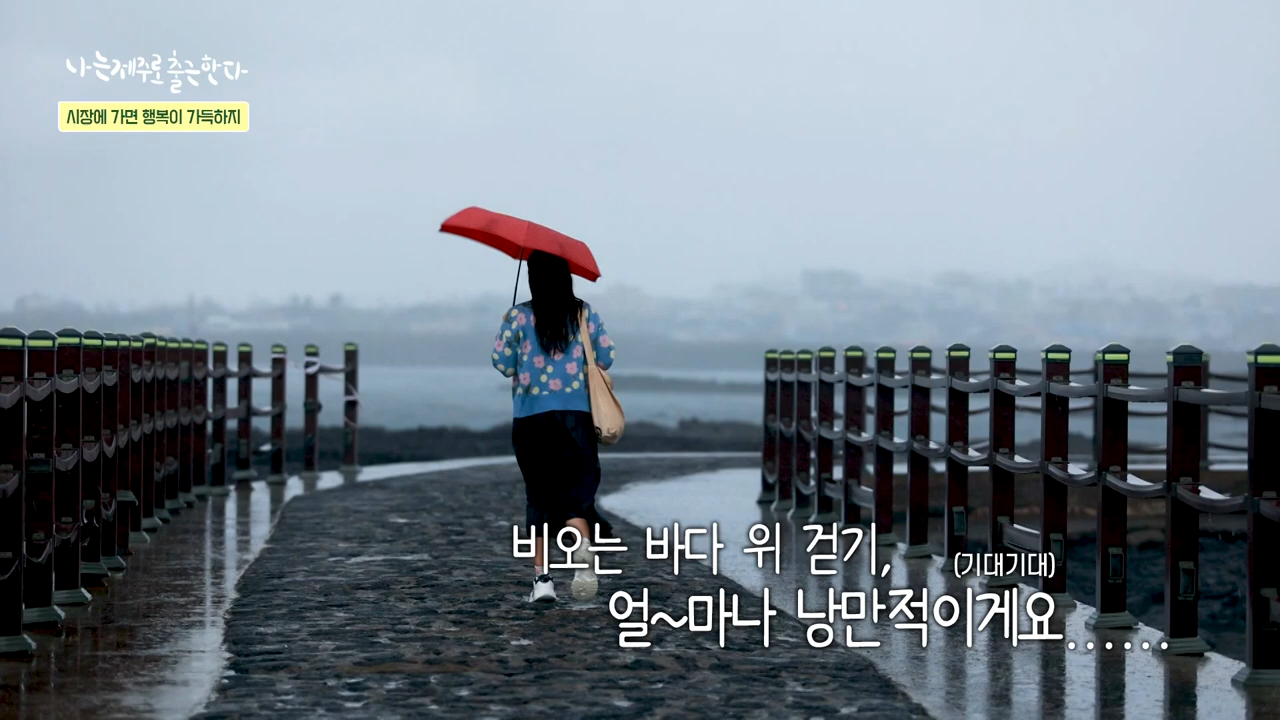 나는 제주로 출근한다
시장에 가면 행복이 가득하지
비오는 바다 위 걷기,
(기대기대)
얼~마나 낭만적이게요......